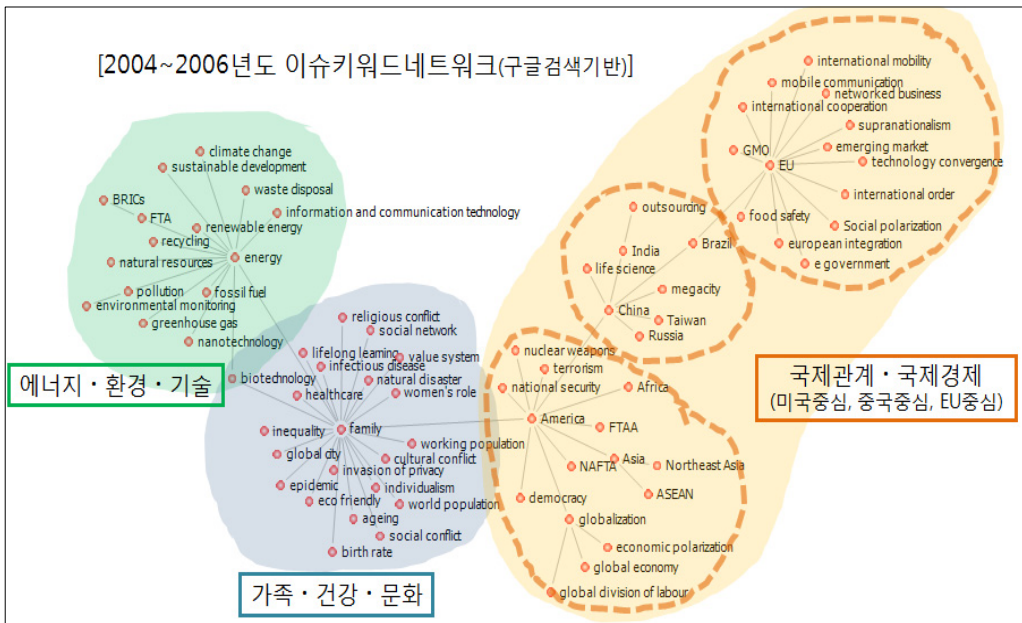 [2004~2006년도 이슈키워드네트워크(구글검색기반)]
climate change
sustainable development
waste disposal
BRICs
information and communication technology
FTA
renewable energy
recycling
energy
natural resources
pollution
fossil fuel
environmental monitoring
greenhouse gas
nanotechnology
에너지・환경・기술
religious conflict
social network
lifelong learning
value system
infectious disease
biotechnology
natural disaster
healthcare
women's role
inequality
family
working population
global city
cultural conflict
invasion of privacy
epidemic
individualism
eco friendly
world population
ageing
social conflict
birth rate
가족・건강・문화
international mobility
mobile communication
networked business
international cooperation
supranationalism
GMO
emerging market
EU
technology convergence
international order
food safety
Social polarization
european integration
e government
outsourcing
Brazil
India
life science
megacity
China
Taiwan
Russia
nuclear weapons
terrorism
national security
Africa
America
FTAA
NAFTA
Asia
Northeast Asia
democracy
ASEAN
globalization
economic polarization
global economy
global division of labour
국제관계・국제경제
(미국중심, 중국중심, EU중심)